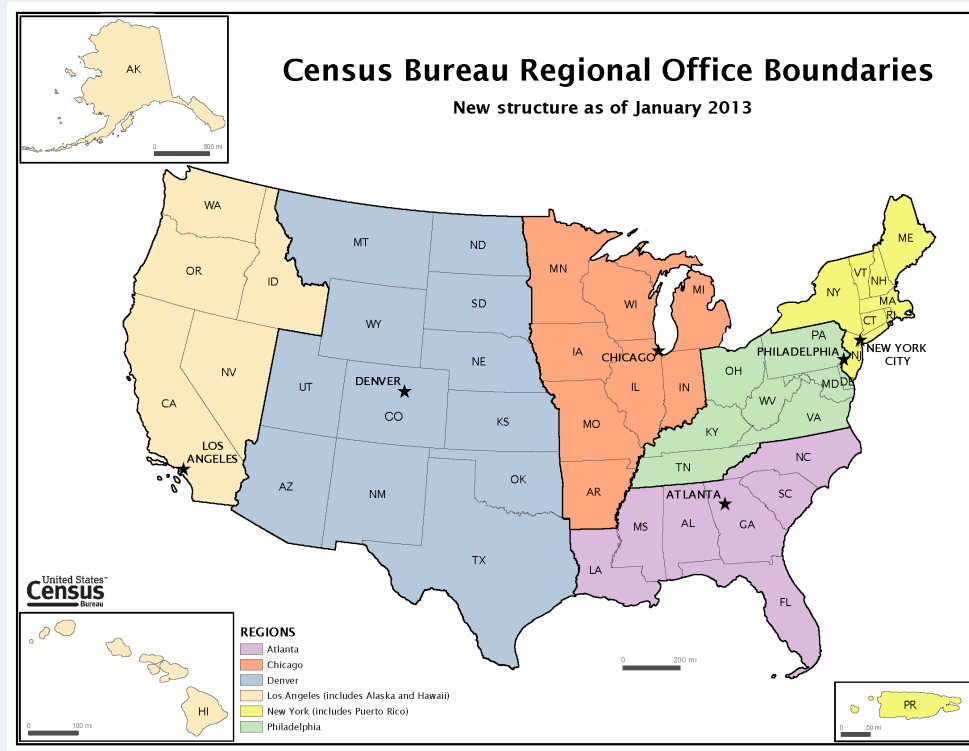 AK
0 500 mi
Census Bureau Regional Office Boundaries
New structure as of January 2013
WA
MT
ND
ME
OR
ID
MN
VT
NH
NY
MA
WI
MI
SD
WY
CT
RI
IA
CHICAGO
PA
PHILADELPHIA
NJ
NEW YORK
CITY
NV
UT
DENVER
CO
NE
IL
IN
OH
MD
DE
CA
KS
MO
WV
VA
KY
LOS
ANGELES
AZ
NM
OK
AR
TN
NC
ATLANTA
SC
MS
AL
GA
TX
LA
FL
United States™
Census
Bureau
HI
0 100 mi
REGIONS
Atlanta
Chicago
Denver
Los Angeles (includes Alaska and Hawaii)
New York (includes Puerto Rico)
Philadelphia
0 200 mi
PR
0 50 mi